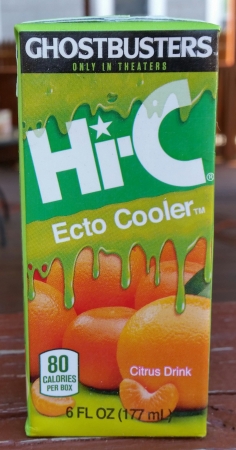 GHOSTBUSTERS
ONLY IN THEATERS
Hi-C®
Ecto Cooler™
80
CALORIES
PER BOX
Citrus Drink
6 FL OZ (177 mL)